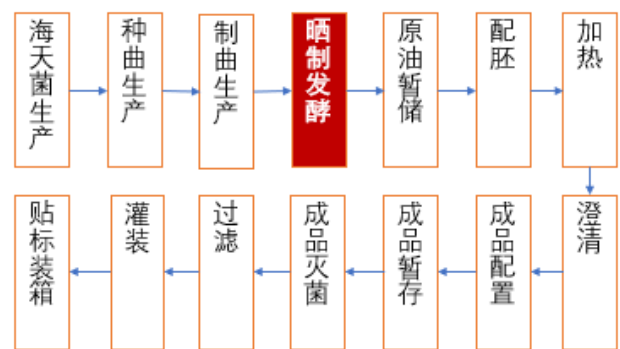 海天菌生产
种曲生产
制曲生产
晒制发酵
原油暂储
配胚
加热
澄清
成品配置
成品暂存
成品灭菌
过滤
灌装
贴标装箱